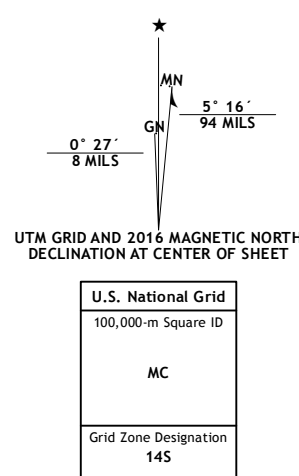 ★
MN
5° 16´
94 MILS
GN
0° 27´
8 MILS
UTM GRID AND 2016 MAGNETIC NORTH
DECLINATION AT CENTER OF SHEET
U.S. National Grid
100,000-m Square ID
MC
Grid Zone Designation
14S